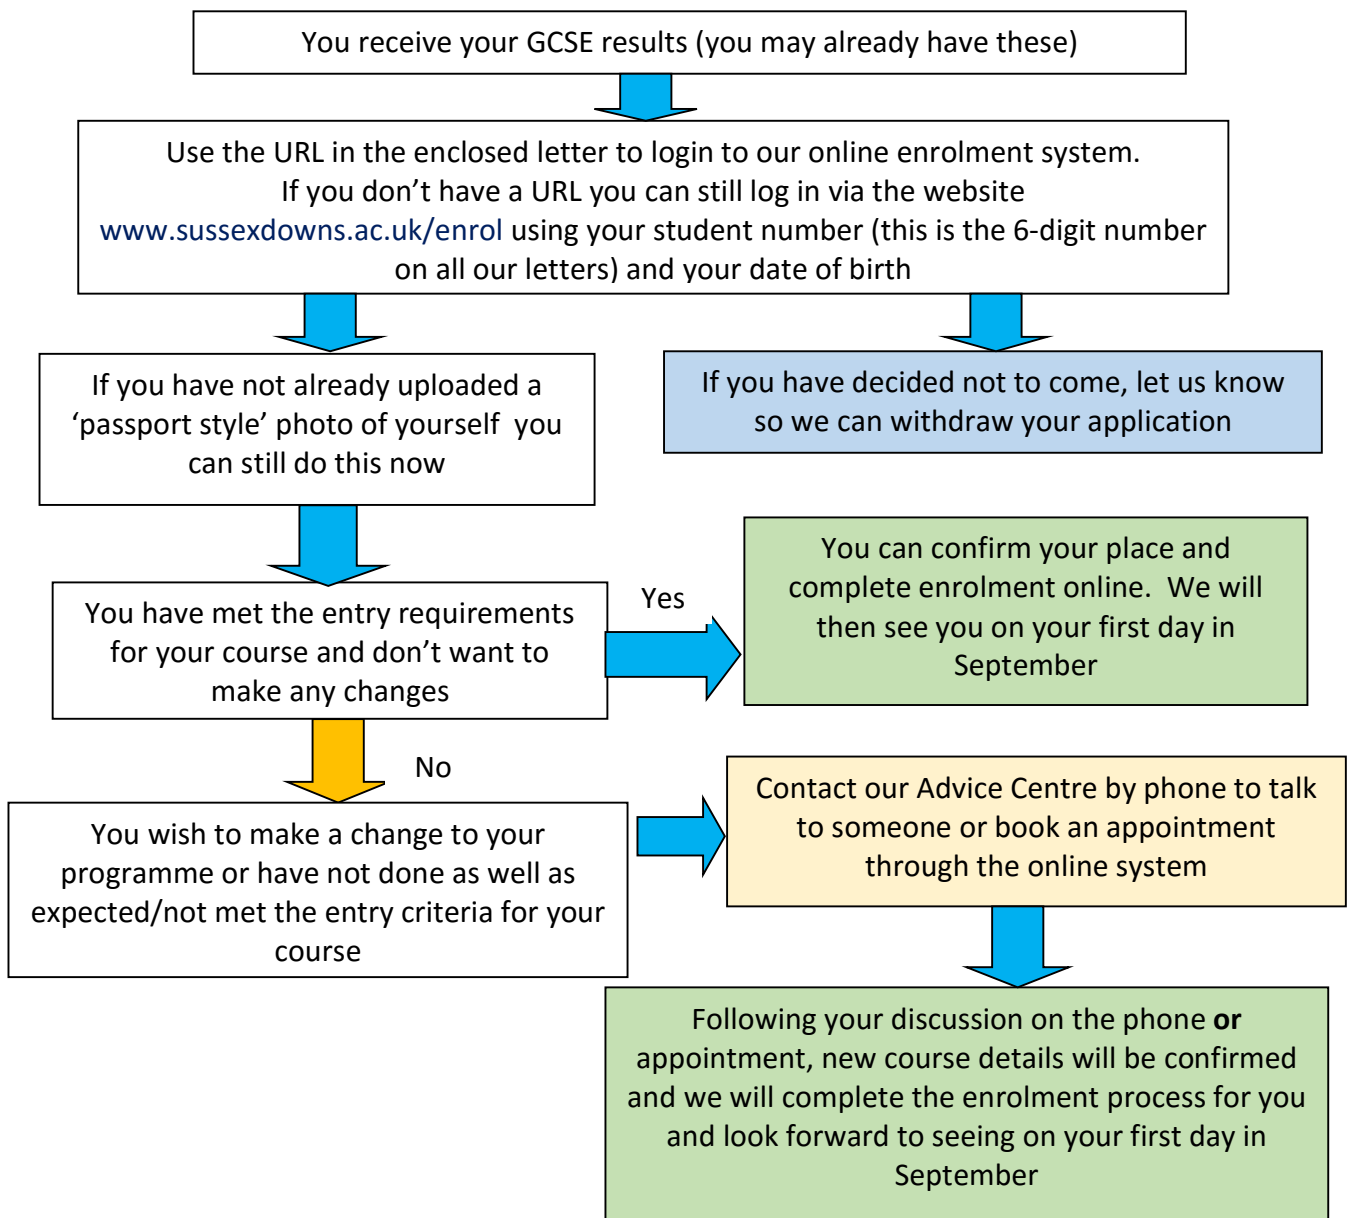 You receive your GCSE results (you may already have these)
Use the URL in the enclosed letter to login to our online enrolment system.
If you don’t have a URL you can still log in via the website
www.sussexdowns.ac.uk/enrol using your student number (this is the 6-digit number
on all our letters) and your date of birth
If you have not already uploaded a
‘passport style’ photo of yourself  you
can still do this now
If you have decided not to come, let us know
so we can withdraw your application
You have met the entry requirements
for your course and don’t want to
make any changes
Yes
You can confirm your place and
complete enrolment online.  We will
then see you on your first day in
September
No
You wish to make a change to your
programme or have not done as well as
expected/not met the entry criteria for your
course
Contact our Advice Centre by phone to talk
to someone or book an appointment
through the online system
Following your discussion on the phone or
appointment, new course details will be confirmed
and we will complete the enrolment process for you
and look forward to seeing on your first day in
September